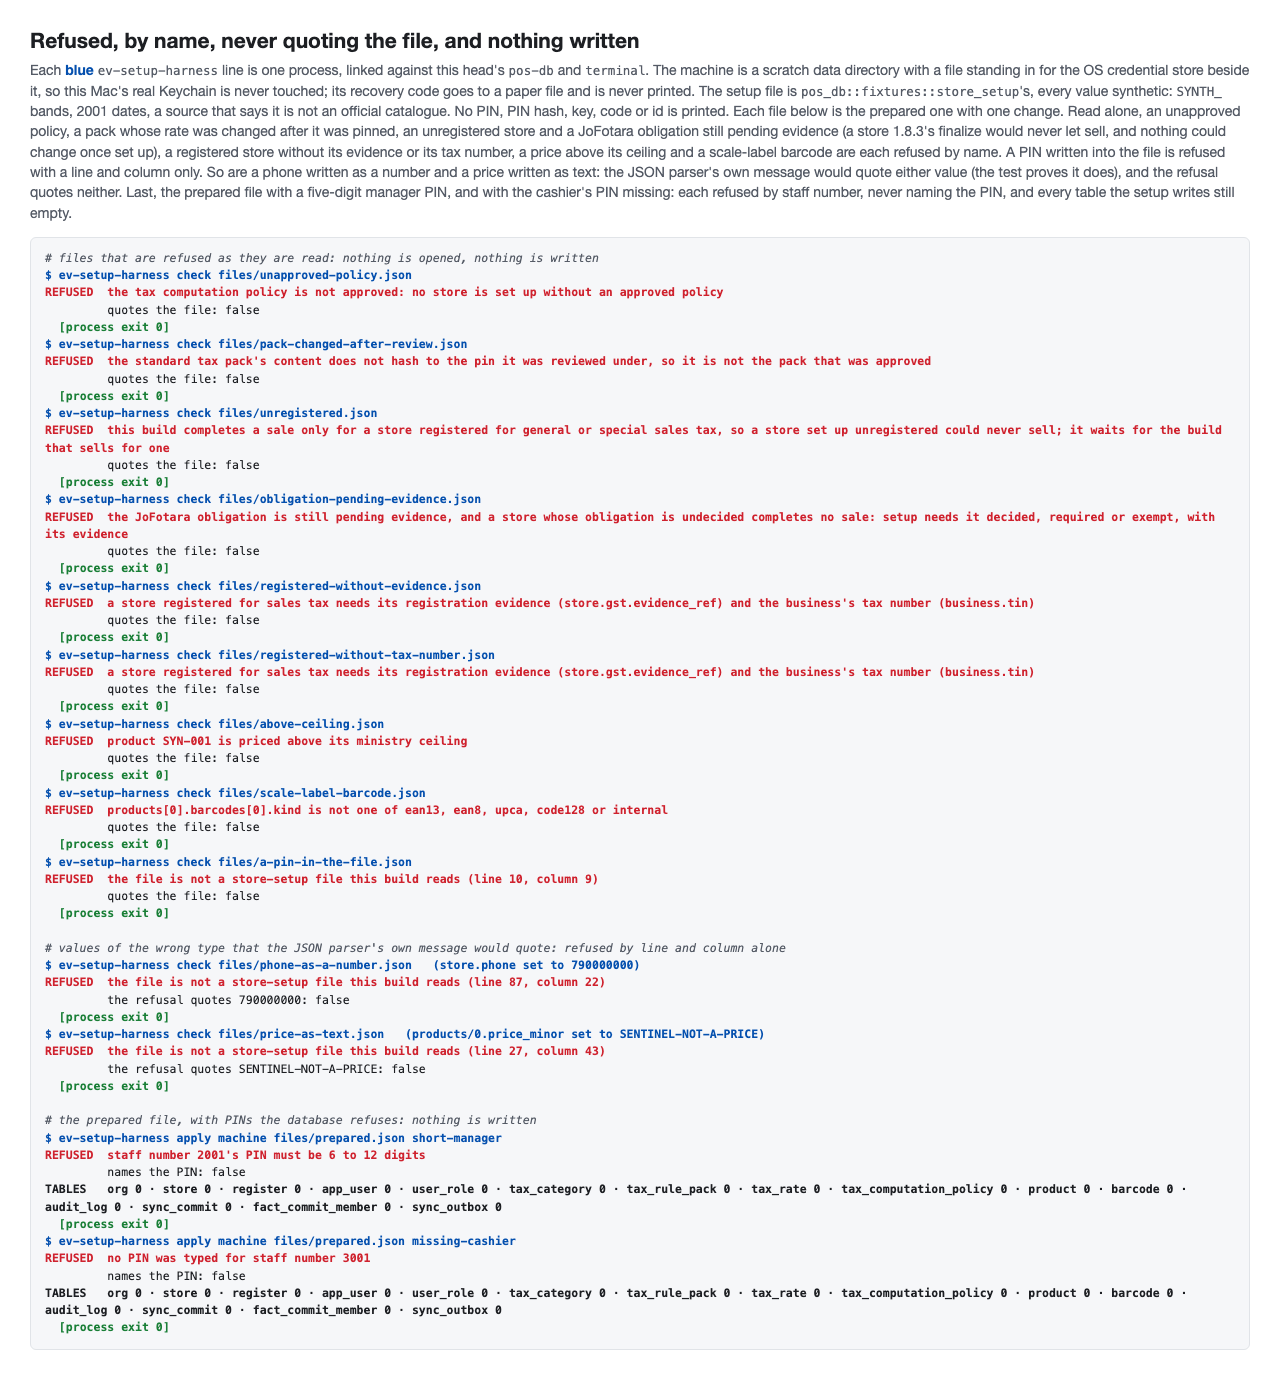 Refused, by name, never quoting the file, and nothing written
Each blue ev-setup-harness line is one process, linked against this head's pos-db and terminal. The machine is a scratch data directory with a file standing in for the OS credential store beside
it, so this Mac's real Keychain is never touched; its recovery code goes to a paper file and is never printed. The setup file is pos_db::fixtures::store_setup's, every value synthetic: SYNTH_
bands, 2001 dates, a source that says it is not an official catalogue. No PIN, PIN hash, key, code or id is printed. Each file below is the prepared one with one change. Read alone, an unapproved
policy, a pack whose rate was changed after it was pinned, an unregistered store and a JoFotara obligation still pending evidence (a store 1.8.3's finalize would never let sell, and nothing could
change once set up), a registered store without its evidence or its tax number, a price above its ceiling and a scale-label barcode are each refused by name. A PIN written into the file is refused
with a line and column only. So are a phone written as a number and a price written as text: the JSON parser's own message would quote either value (the test proves it does), and the refusal
quotes neither. Last, the prepared file with a five-digit manager PIN, and with the cashier's PIN missing: each refused by staff number, never naming the PIN, and every table the setup writes still
empty.
# files that are refused as they are read: nothing is opened, nothing is written
$ ev-setup-harness check files/unapproved-policy.json
REFUSED  the tax computation policy is not approved: no store is set up without an approved policy
quotes the file: false
[process exit 0]
$ ev-setup-harness check files/pack-changed-after-review.json
REFUSED  the standard tax pack's content does not hash to the pin it was reviewed under, so it is not the pack that was approved
quotes the file: false
[process exit 0]
$ ev-setup-harness check files/unregistered.json
REFUSED  this build completes a sale only for a store registered for general or special sales tax, so a store set up unregistered could never sell; it waits for the build
that sells for one
quotes the file: false
[process exit 0]
$ ev-setup-harness check files/obligation-pending-evidence.json
REFUSED  the JoFotara obligation is still pending evidence, and a store whose obligation is undecided completes no sale: setup needs it decided, required or exempt, with
its evidence
quotes the file: false
[process exit 0]
$ ev-setup-harness check files/registered-without-evidence.json
REFUSED  a store registered for sales tax needs its registration evidence (store.gst.evidence_ref) and the business's tax number (business.tin)
quotes the file: false
[process exit 0]
$ ev-setup-harness check files/registered-without-tax-number.json
REFUSED  a store registered for sales tax needs its registration evidence (store.gst.evidence_ref) and the business's tax number (business.tin)
quotes the file: false
[process exit 0]
$ ev-setup-harness check files/above-ceiling.json
REFUSED  product SYN-001 is priced above its ministry ceiling
quotes the file: false
[process exit 0]
$ ev-setup-harness check files/scale-label-barcode.json
REFUSED  products[0].barcodes[0].kind is not one of ean13, ean8, upca, code128 or internal
quotes the file: false
[process exit 0]
$ ev-setup-harness check files/a-pin-in-the-file.json
REFUSED  the file is not a store-setup file this build reads (line 10, column 9)
quotes the file: false
[process exit 0]
# values of the wrong type that the JSON parser's own message would quote: refused by line and column alone
$ ev-setup-harness check files/phone-as-a-number.json   (store.phone set to 790000000)
REFUSED  the file is not a store-setup file this build reads (line 87, column 22)
the refusal quotes 790000000: false
[process exit 0]
$ ev-setup-harness check files/price-as-text.json   (products/0.price_minor set to SENTINEL-NOT-A-PRICE)
REFUSED  the file is not a store-setup file this build reads (line 27, column 43)
the refusal quotes SENTINEL-NOT-A-PRICE: false
[process exit 0]
# the prepared file, with PINs the database refuses: nothing is written
$ ev-setup-harness apply machine files/prepared.json short-manager
REFUSED  staff number 2001's PIN must be 6 to 12 digits
names the PIN: false
TABLES   org 0 · store 0 · register 0 · app_user 0 · user_role 0 · tax_category 0 · tax_rule_pack 0 · tax_rate 0 · tax_computation_policy 0 · product 0 · barcode 0 ·
audit_log 0 · sync_commit 0 · fact_commit_member 0 · sync_outbox 0
[process exit 0]
$ ev-setup-harness apply machine files/prepared.json missing-cashier
REFUSED  no PIN was typed for staff number 3001
names the PIN: false
TABLES   org 0 · store 0 · register 0 · app_user 0 · user_role 0 · tax_category 0 · tax_rule_pack 0 · tax_rate 0 · tax_computation_policy 0 · product 0 · barcode 0 ·
audit_log 0 · sync_commit 0 · fact_commit_member 0 · sync_outbox 0
[process exit 0]